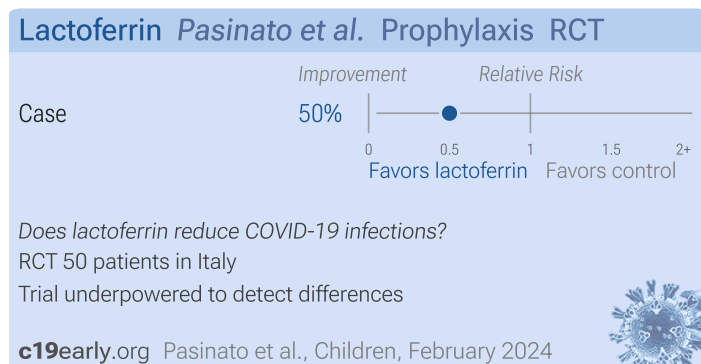 Lactoferrin Pasinato et al. Prophylaxis RCT
Improvement Relative Risk
Case 50%
0 0.5 1 1.5 2+
Favors lactoferrin Favors control
Does lactoferrin reduce COVID-19 infections?
RCT 50 patients in Italy
Trial underpowered to detect differences
c19early.org Pasinato et al., Children, February 2024